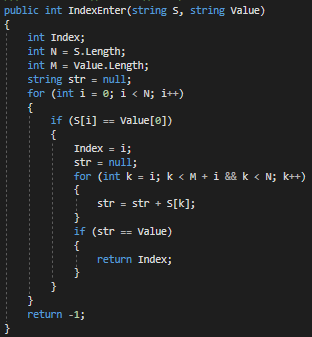 public int IndexEnter(string S, string Value)
{
    int Index;
    int N = S.Length;
    int M = Value.Length;
    string str = null;
    for (int i = 0; i < N; i++)
    {
        if (S[i] == Value[0])
        {
            Index = i;
            str = null;
            for (int k = i; k < M + i && k < N; k++)
            {
                str = str + S[k];
            }
            if (str == Value)
            {
                return Index;
            }
        }
    }
    return -1;
}